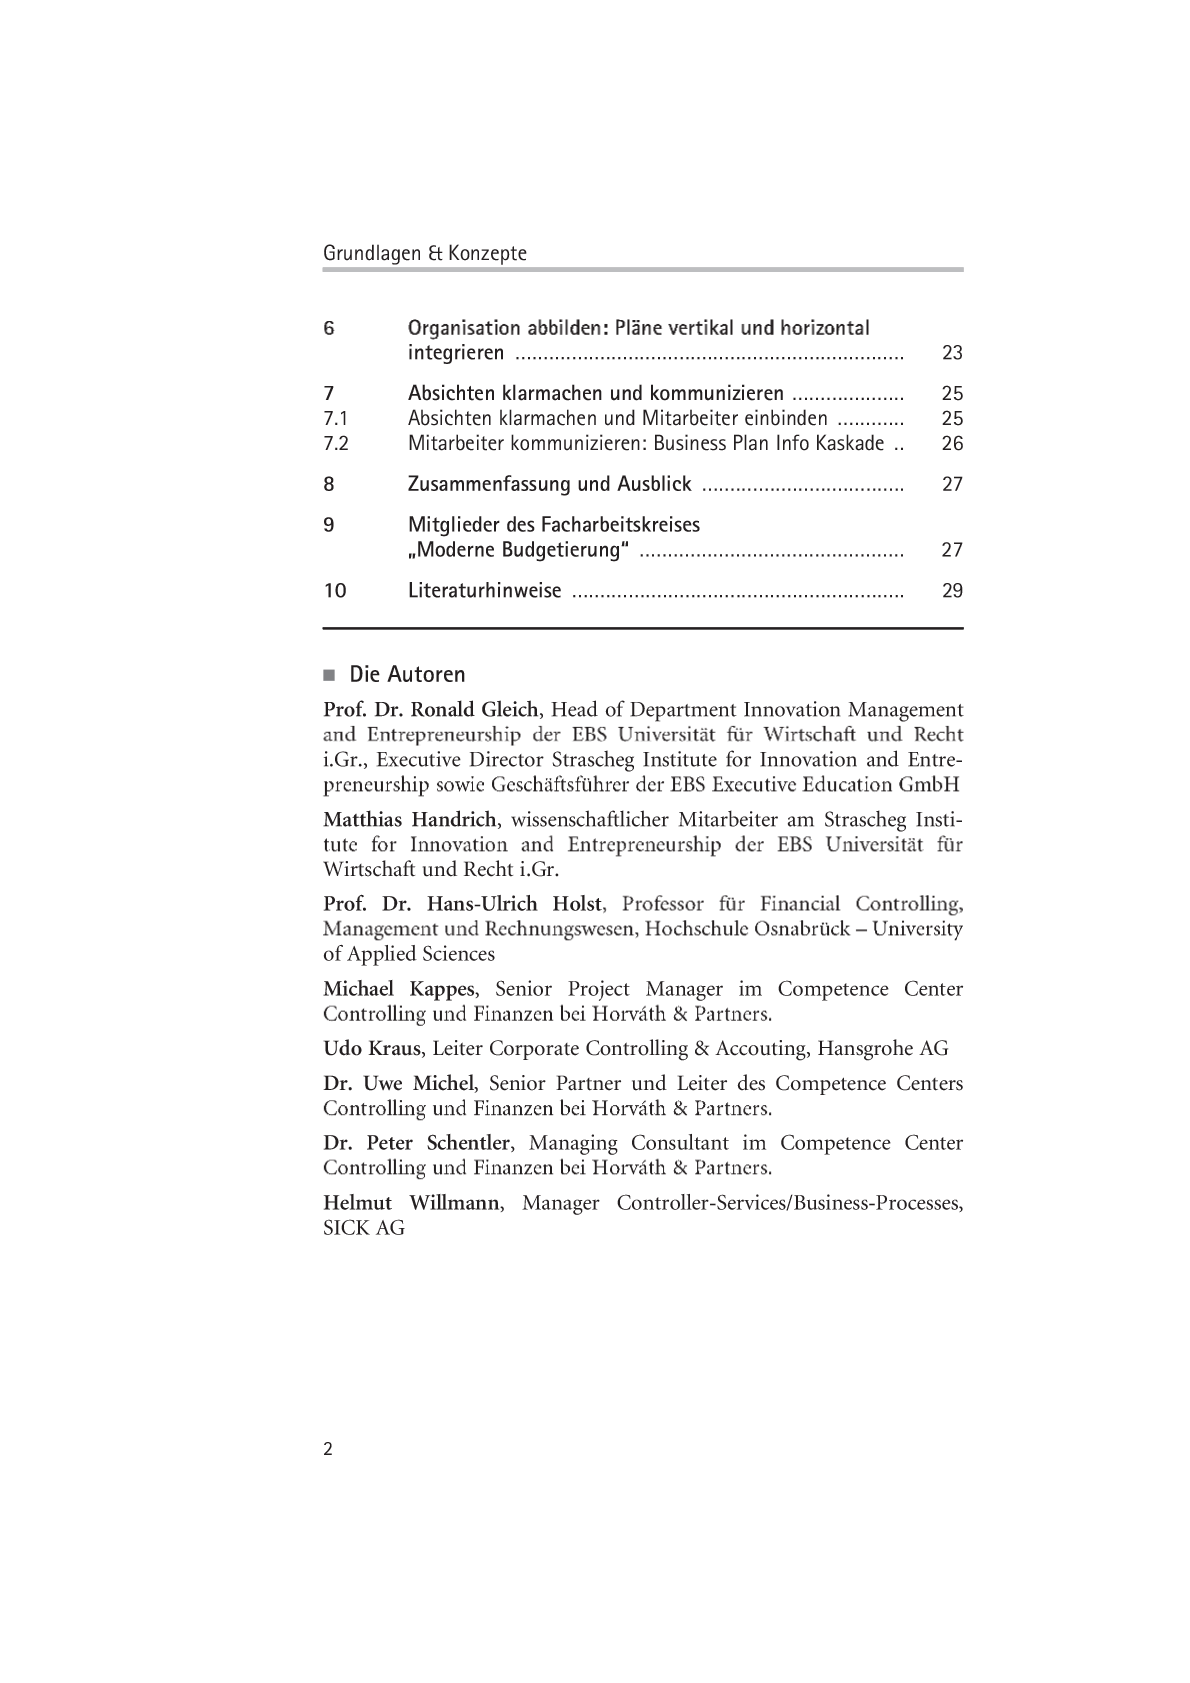 Grundlagen & Konzepte
6 Organisation abbilden: Pläne vertikal und horizontal
integrieren ..................................................................... 23
7 Absichten klarmachen und kommunizieren .................... 25
7.1 Absichten klarmachen und Mitarbeiter einbinden ............ 25
7.2 Mitarbeiter kommunizieren: Business Plan Info Kaskade .. 26
8 Zusammenfassung und Ausblick .................................... 27
9 Mitglieder des Facharbeitskreises
„Moderne Budgetierung“ ............................................... 27
10 Literaturhinweise ........................................................... 29
■ Die Autoren
Prof. Dr. Ronald Gleich, Head of Department Innovation Management
and Entrepreneurship der EBS Universität für Wirtschaft und Recht
i.Gr., Executive Director Strascheg Institute for Innovation and Entre-
preneurship sowie Geschäftsführer der EBS Executive Education GmbH
Matthias Handrich, wissenschaftlicher Mitarbeiter am Strascheg Insti-
tute for Innovation and Entrepreneurship der EBS Universität für
Wirtschaft und Recht i.Gr.
Prof. Dr. Hans-Ulrich Holst, Professor für Financial Controlling,
Management und Rechnungswesen, Hochschule Osnabrück – University
of Applied Sciences
Michael Kappes, Senior Project Manager im Competence Center
Controlling und Finanzen bei Horváth & Partners.
Udo Kraus, Leiter Corporate Controlling & Accouting, Hansgrohe AG
Dr. Uwe Michel, Senior Partner und Leiter des Competence Centers
Controlling und Finanzen bei Horváth & Partners.
Dr. Peter Schentler, Managing Consultant im Competence Center
Controlling und Finanzen bei Horváth & Partners.
Helmut Willmann, Manager Controller-Services/Business-Processes,
SICK AG
2